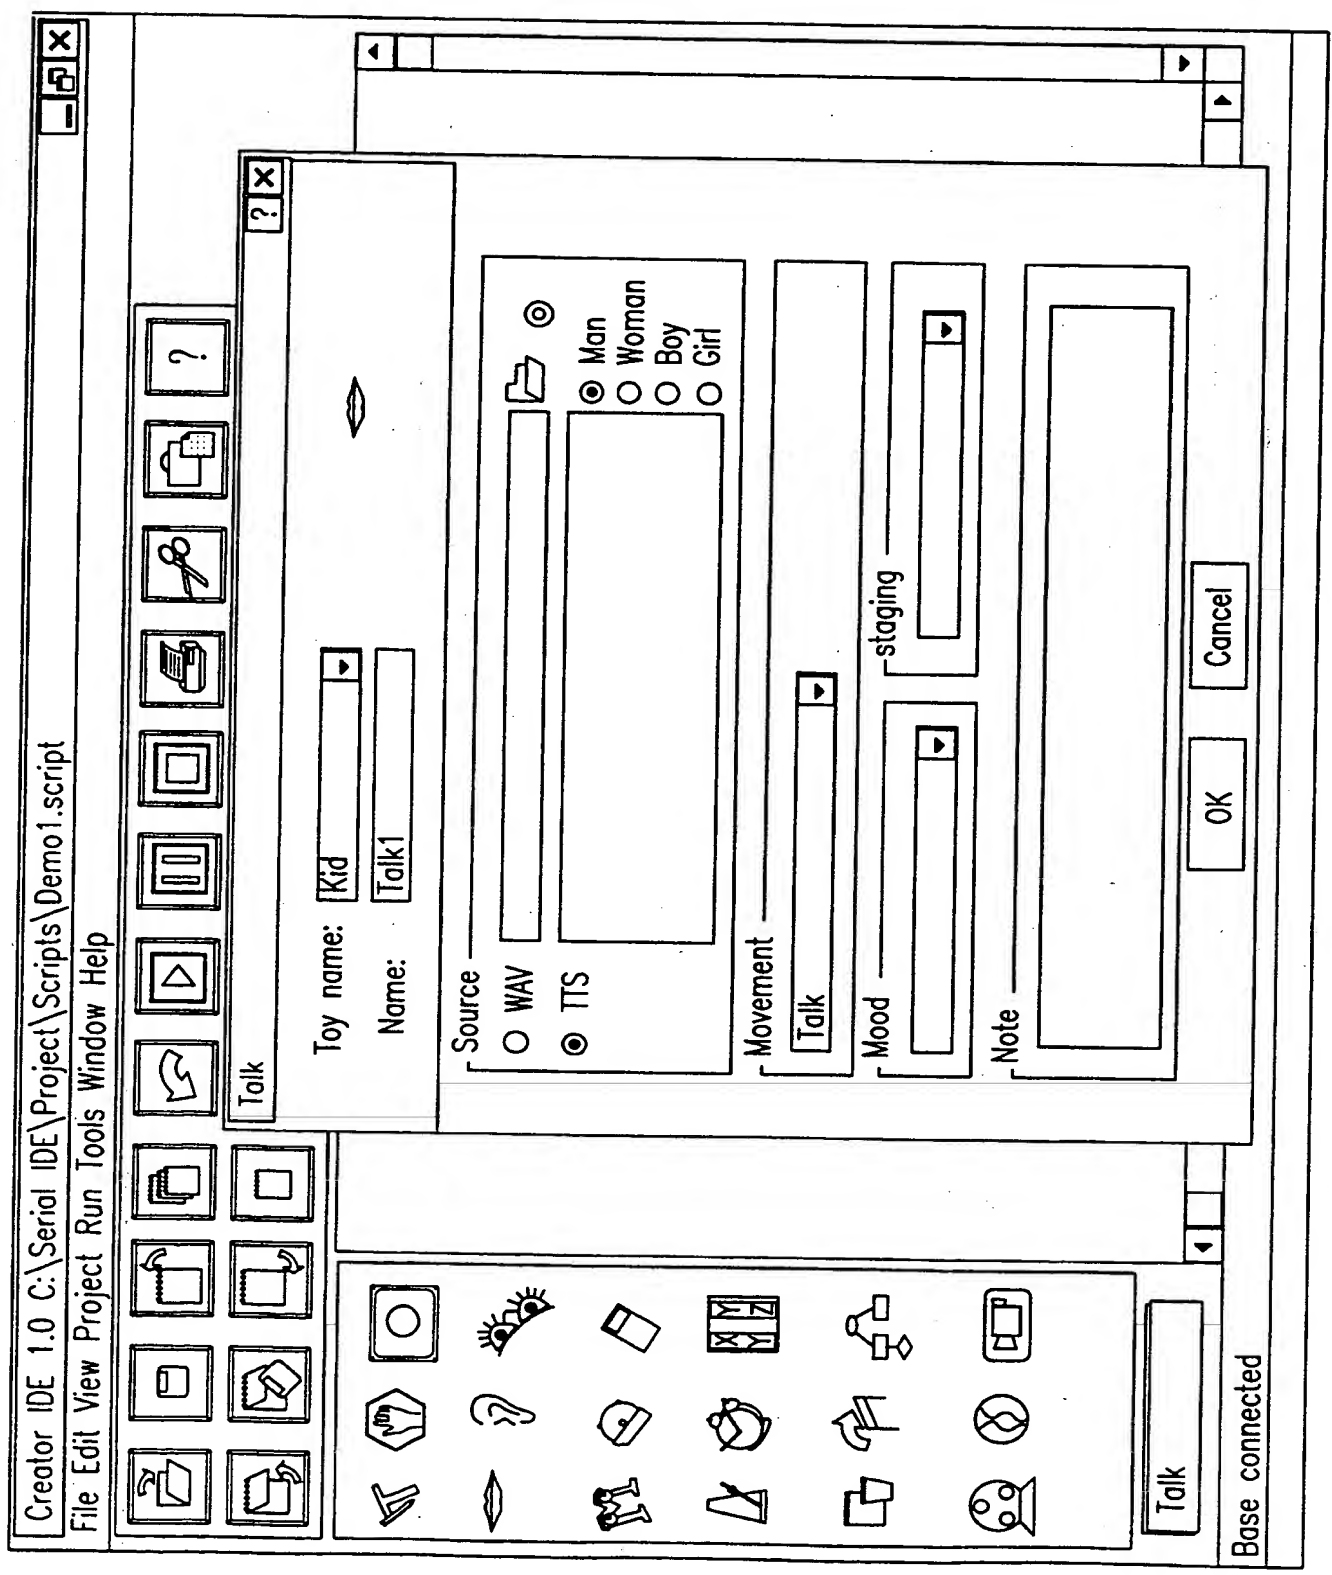 Creator IDE 1.0 C:\Serial IDE\Project\Scripts\Demo1.script
File Edit View Project Run Tools Window Help
?
Talk
?
Toy name: Kid
Name: Talk1
Source
WAV
TTS
Man
Woman
Boy
Girl
Movement
Talk
Mood
staging
Note
OK
Cancel
X Y
Y Z
Talk
Base connected